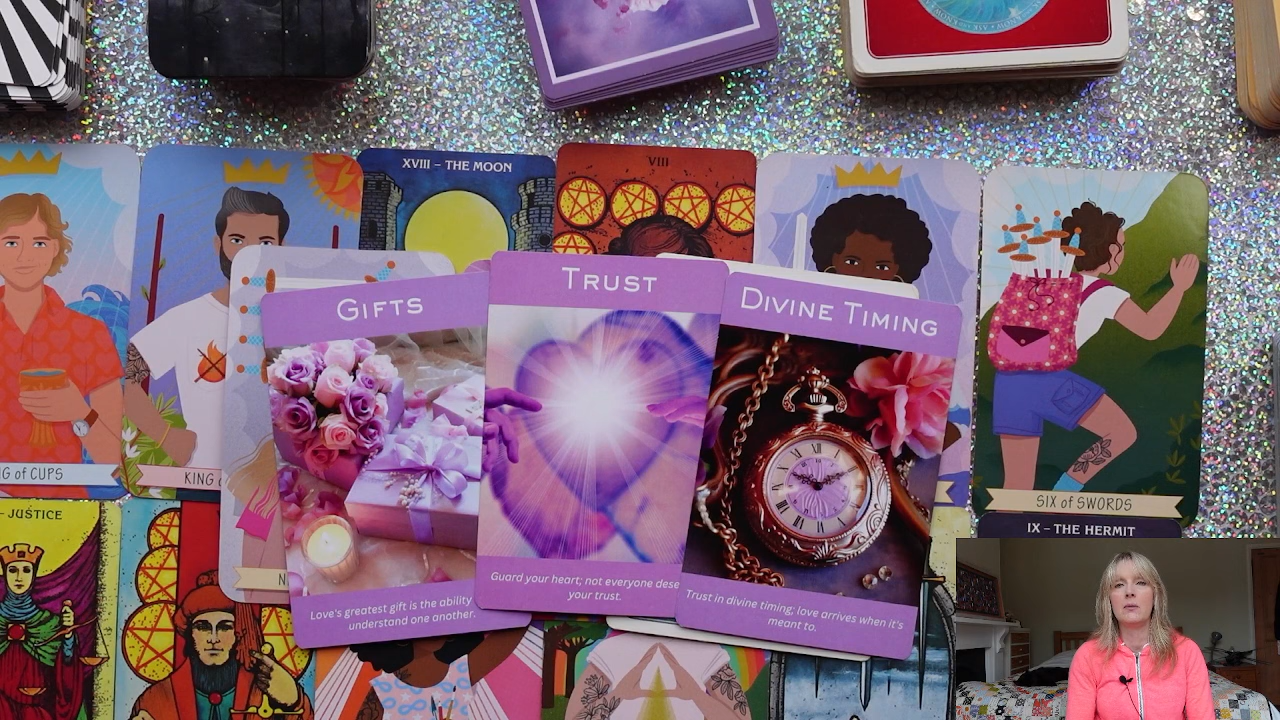 XVIII – THE MOON
VIII
GIFTS
TRUST
DIVINE TIMING
Love's greatest gift is the ability
understand one another.
Guard your heart; not everyone
your trust.
Trust in divine timing; love arrives when it's
meant to.
of CUPS
KING
SIX of SWORDS
IX – THE HERMIT
JUSTICE